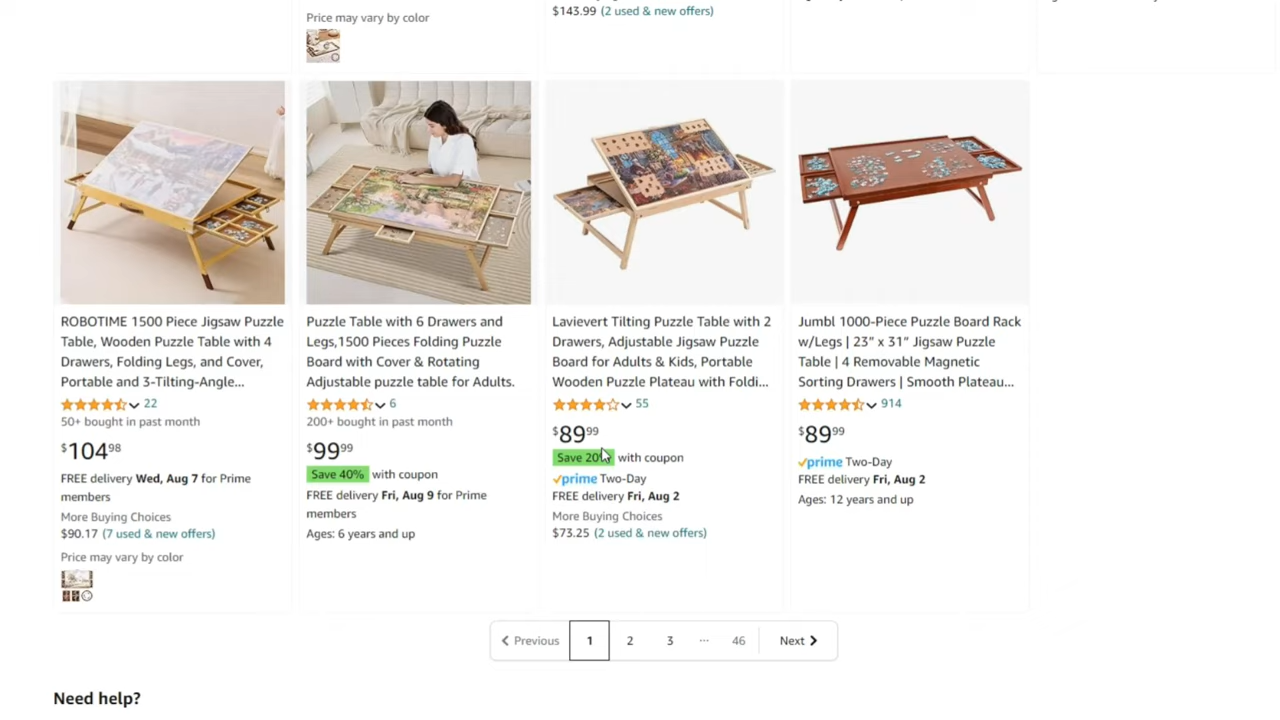 Price may vary by color
$143.99 (2 used & new offers)
ROBOTIME 1500 Piece Jigsaw Puzzle
Table, Wooden Puzzle Table with 4
Drawers, Folding Legs, and Cover,
Portable and 3-Tilting-Angle...
22
50+ bought in past month
$104.98
FREE delivery Wed, Aug 7 for Prime
members
More Buying Choices
$90.17 (7 used & new offers)
Price may vary by color
Puzzle Table with 6 Drawers and
Legs,1500 Pieces Folding Puzzle
Board with Cover & Rotating
Adjustable puzzle table for Adults.
6
200+ bought in past month
$99.99
Save 40% with coupon
FREE delivery Fri, Aug 9 for Prime
members
Ages: 6 years and up
Lavievert Tilting Puzzle Table with 2
Drawers, Adjustable Jigsaw Puzzle
Board for Adults & Kids, Portable
Wooden Puzzle Plateau with Foldi...
55
$89.99
Save 20% with coupon
prime Two-Day
FREE delivery Fri, Aug 2
More Buying Choices
$73.25 (2 used & new offers)
Jumbl 1000-Piece Puzzle Board Rack
w/Legs | 23” x 31” Jigsaw Puzzle
Table | 4 Removable Magnetic
Sorting Drawers | Smooth Plateau...
914
$89.99
prime Two-Day
FREE delivery Fri, Aug 2
Ages: 12 years and up
Previous 1 2 3 ... 46 Next
Need help?